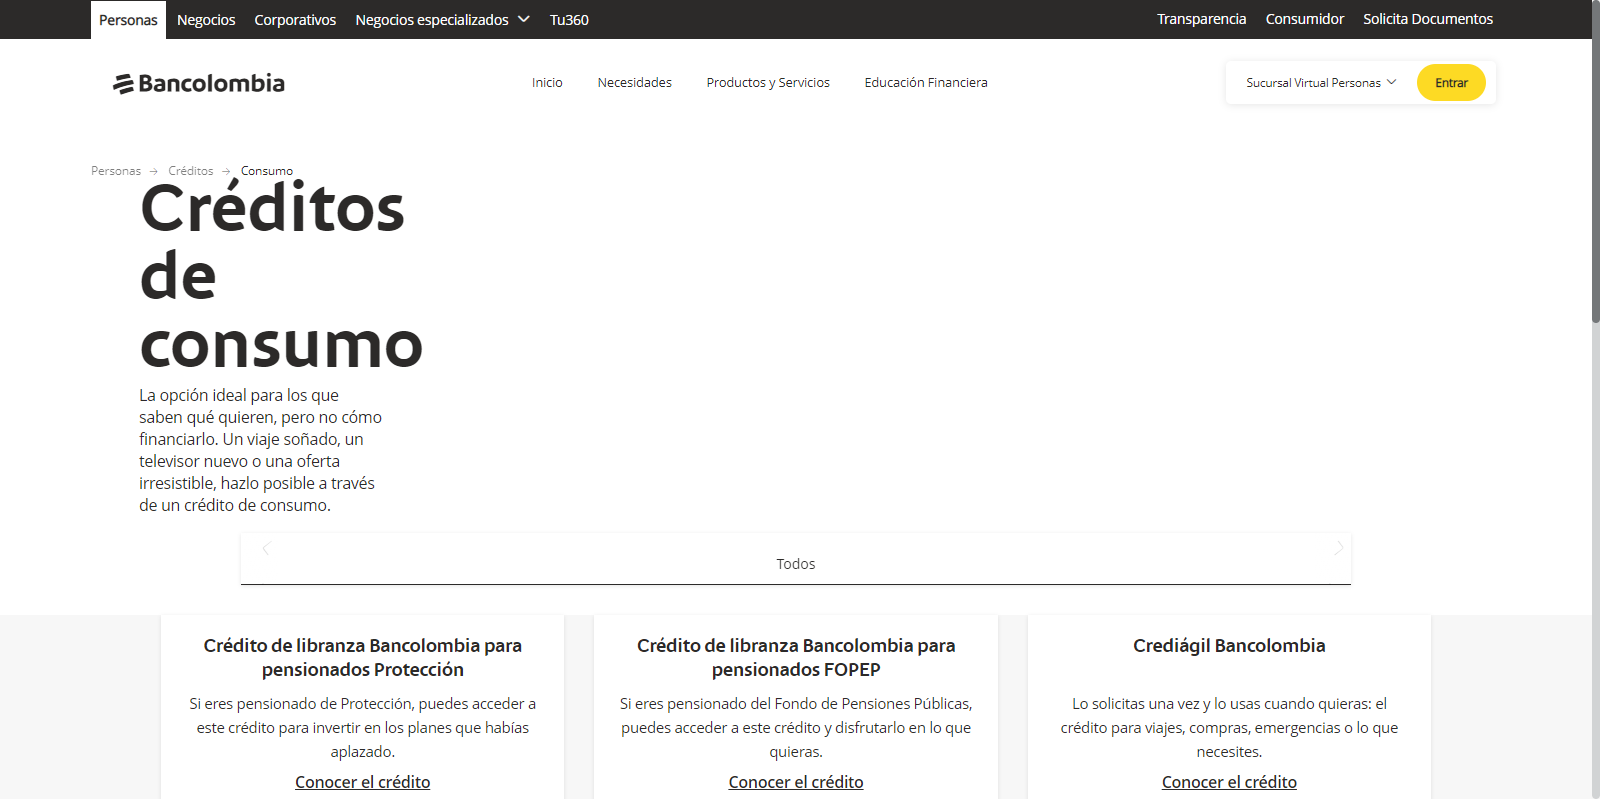 Personas Negocios Corporativos Negocios especializados Tu360 Transparencia Consumidor Solicita Documentos
Bancolombia Inicio Necesidades Productos y Servicios Educación Financiera Sucursal Virtual Personas Entrar
Personas → Créditos → Consumo
Créditos
de
consumo
La opción ideal para los que
saben qué quieren, pero no cómo
financiarlo. Un viaje soñado, un
televisor nuevo o una oferta
irresistible, hazlo posible a través
de un crédito de consumo.
Todos
Crédito de libranza Bancolombia para
pensionados Protección
Si eres pensionado de Protección, puedes acceder a
este crédito para invertir en los planes que habías
aplazado.
Conocer el crédito
Crédito de libranza Bancolombia para
pensionados FOPEP
Si eres pensionado del Fondo de Pensiones Públicas,
puedes acceder a este crédito y disfrutarlo en lo que
quieras.
Conocer el crédito
Crediágil Bancolombia
Lo solicitas una vez y lo usas cuando quieras: el
crédito para viajes, compras, emergencias o lo que
necesites.
Conocer el crédito